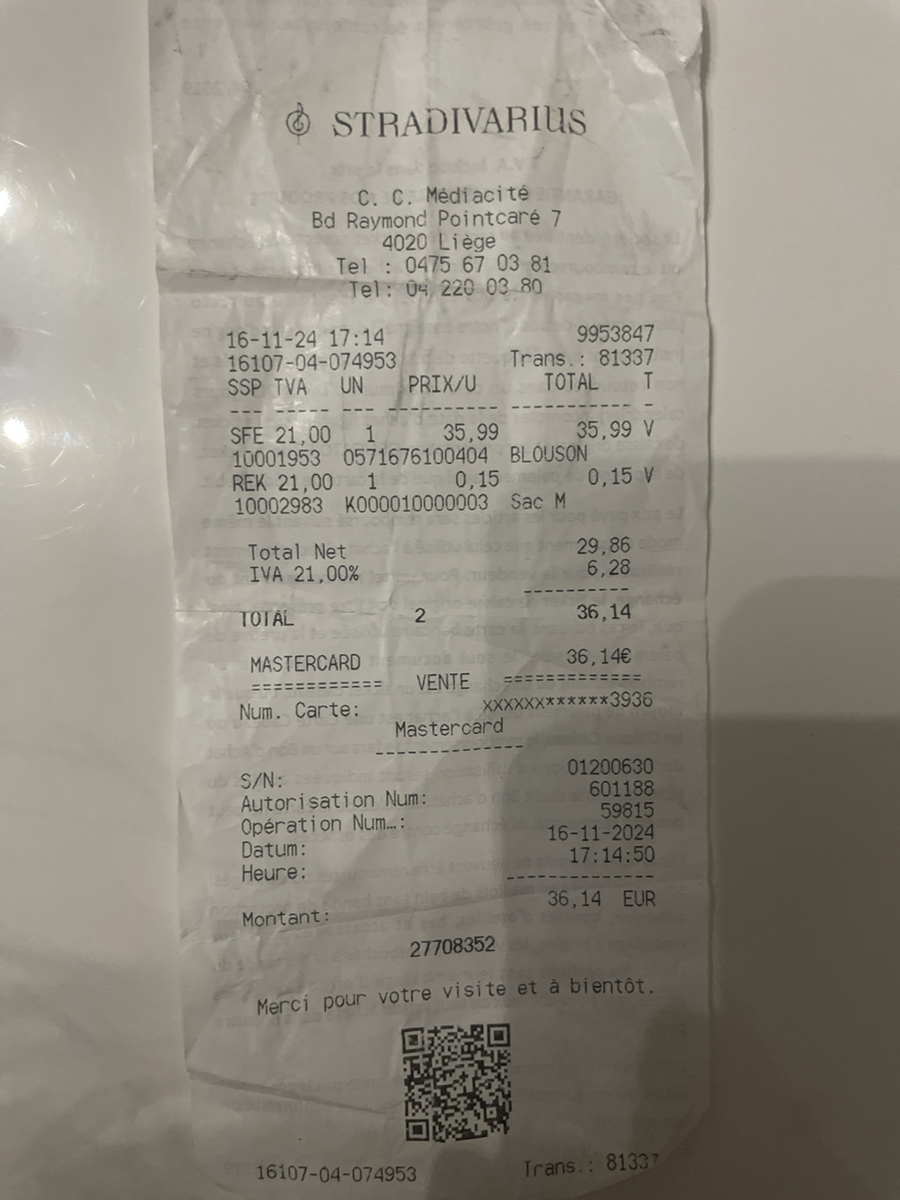 STRADIVARIUS
C. C. Médiacité
Bd Raymond Pointcaré 7
4020 Liège
Tel : 0475 67 03 81
Tel: 04 220 03 80
16-11-24 17:14 9953847
16107-04-074953 Trans.: 81337
SSP TVA UN PRIX/U TOTAL T
--- ----- --- ---------- ----------- -
SFE 21,00 1 35,99 35,99 V
10001953 0571676100404 BLOUSON
REK 21,00 1 0,15 0,15 V
10002983 K000010000003 Sac M
Total Net 29,86
IVA 21,00% 6,28
----------
TOTAL 2 36,14
MASTERCARD 36,14€
============ VENTE ============
Num. Carte: XXXXXX******3936
Mastercard
--------------
S/N: 01200630
Autorisation Num: 601188
Opération Num…: 59815
Datum: 16-11-2024
Heure: 17:14:50
--------------
Montant: 36,14 EUR
27708352
Merci pour votre visite et à bientôt.
16107-04-074953 Trans.: 81337